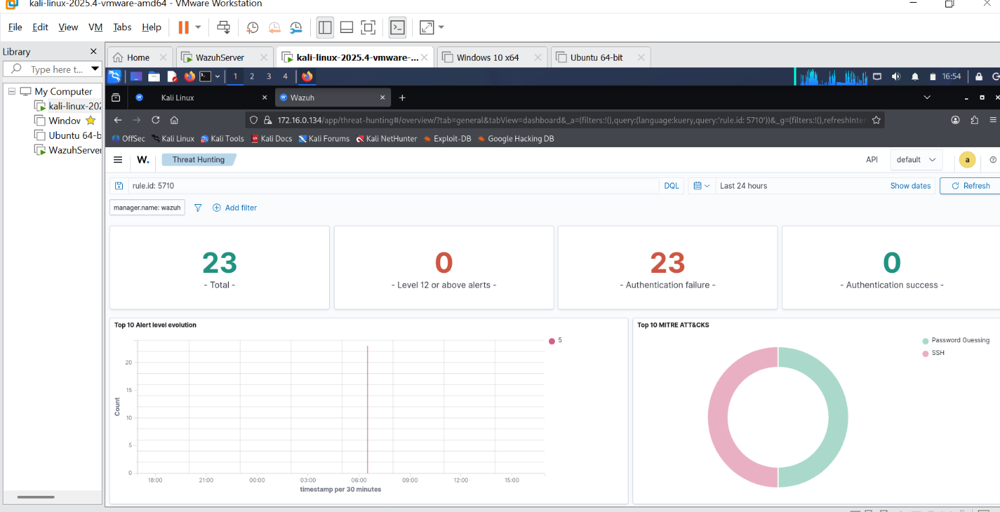 kali-linux-2025.4-vmware-amd64 - VMware Workstation
File Edit View VM Tabs Help
Library
Type here t...
My Computer
kali-linux-202
Window
Ubuntu 64-b
WazuhServer
Home
WazuhServer
kali-linux-2025.4-vmware-...
Windows 10 x64
Ubuntu 64-bit
1 2 3 4
16:54
Kali Linux
Wazuh
172.16.0.134/app/threat-hunting#/overview/?tab=general&tabView=dashboard&_a=(filters:!(),query:(language:kuery,query:'rule.id: 5710'))&_g=(filters:!(),refreshInter
OffSec Kali Linux Kali Tools Kali Docs Kali Forums Kali NetHunter Exploit-DB Google Hacking DB
W. Threat Hunting API default a
rule.id: 5710 DQL Last 24 hours Show dates Refresh
manager.name: wazuh Add filter
23
- Total -
0
- Level 12 or above alerts -
23
- Authentication failure -
0
- Authentication success -
Top 10 Alert level evolution
5
Count
20
15
10
5
0
18:00 21:00 00:00 03:00 06:00 09:00 12:00 15:00
timestamp per 30 minutes
Top 10 MITRE ATT&CKS
Password Guessing
SSH